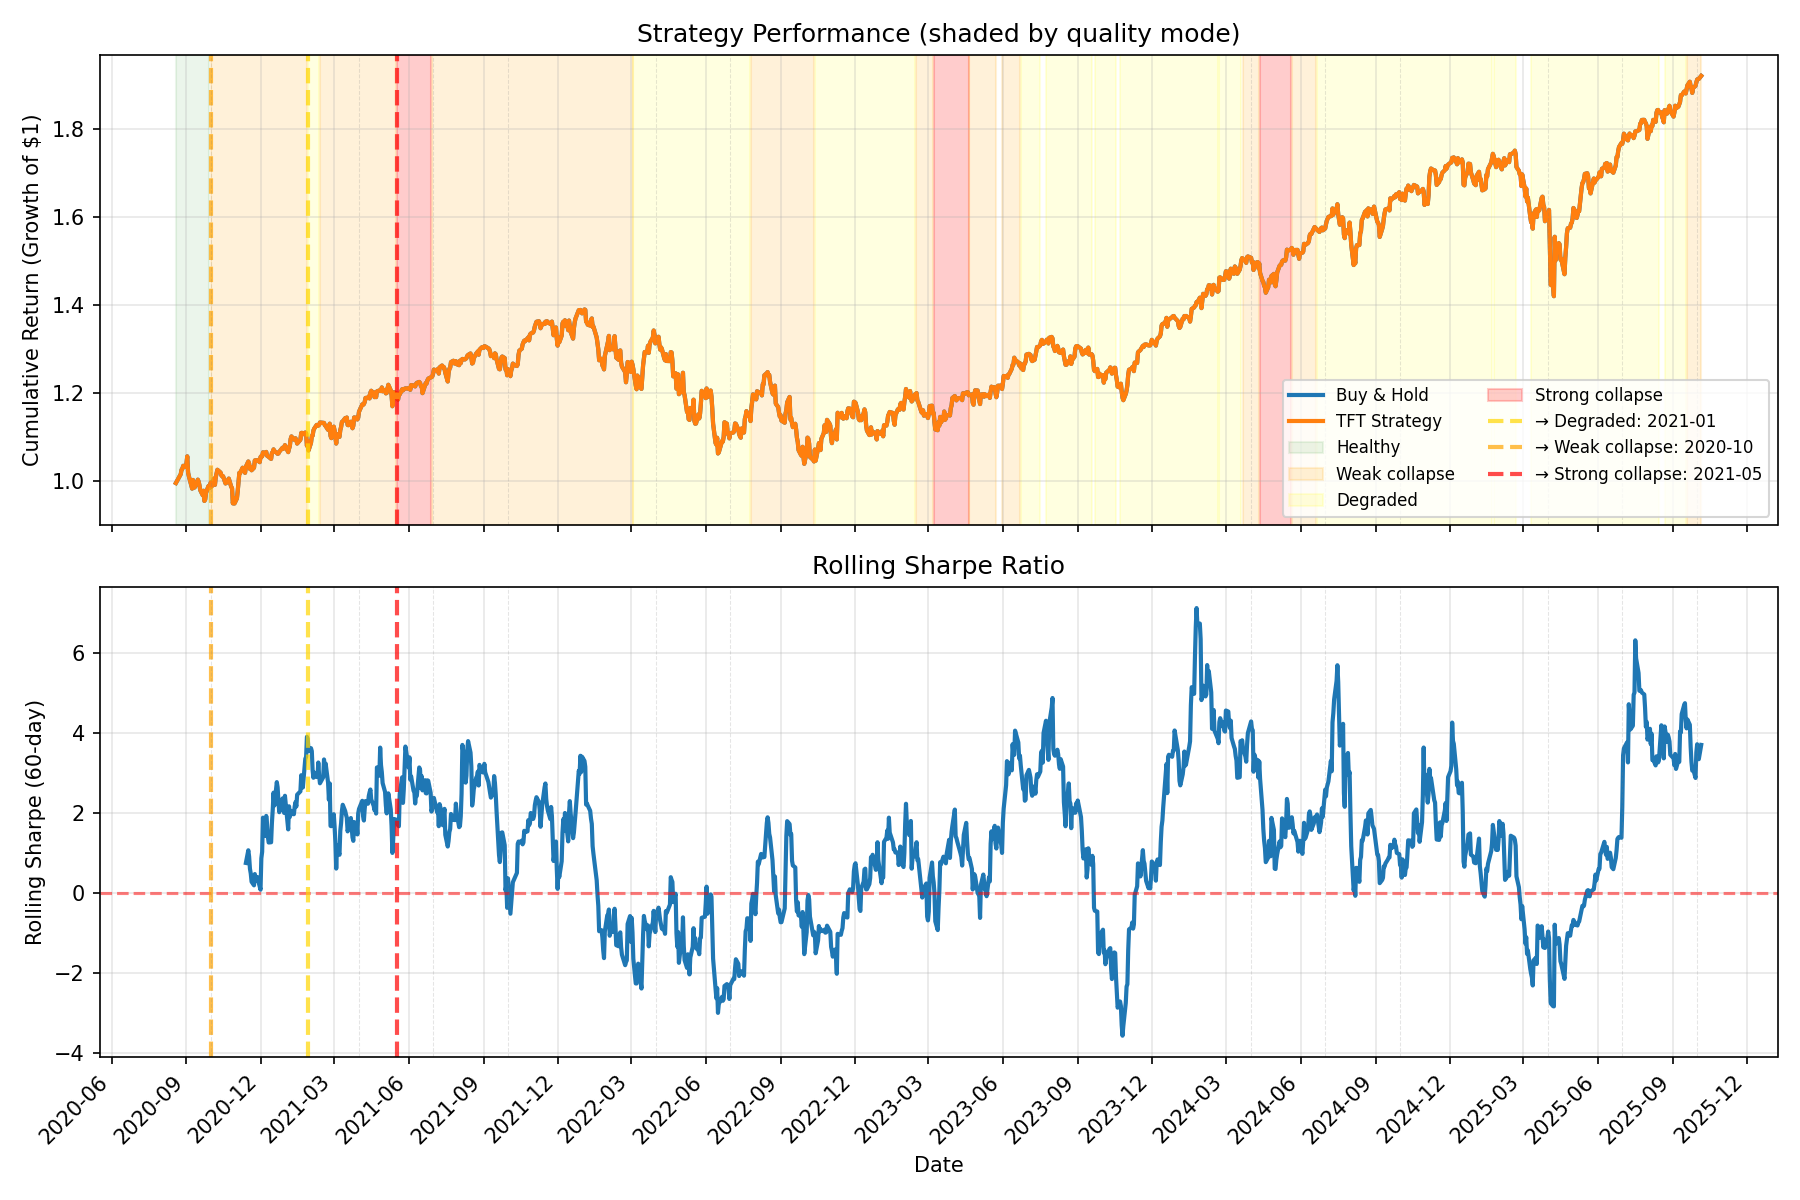 Strategy Performance (shaded by quality mode)
Cumulative Return (Growth of $1)
1.8
1.6
1.4
1.2
1.0
Buy & Hold
TFT Strategy
Healthy
Weak collapse
Degraded
Strong collapse
→ Degraded: 2021-01
→ Weak collapse: 2020-10
→ Strong collapse: 2021-05
Rolling Sharpe Ratio
Rolling Sharpe (60-day)
6
4
2
0
−2
−4
2020-06
2020-09
2020-12
2021-03
2021-06
2021-09
2021-12
2022-03
2022-06
2022-09
2022-12
2023-03
2023-06
2023-09
2023-12
2024-03
2024-06
2024-09
2024-12
2025-03
2025-06
2025-09
2025-12
Date